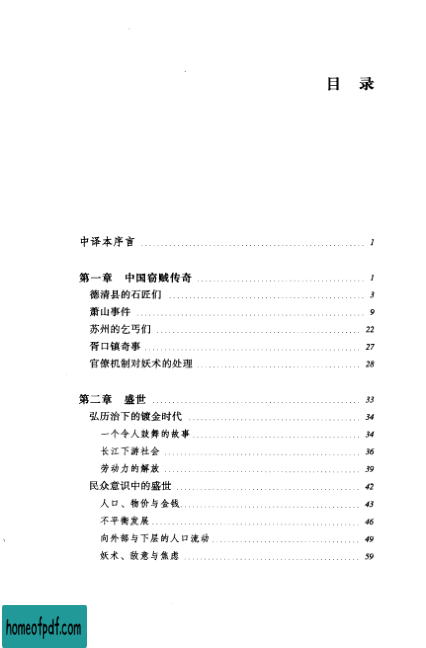 目 录
中译本序言 1
第一章 中国窃贼传奇 1
德清县的石匠们 3
萧山事件 9
苏州的乞丐们 22
胥口镇奇事 27
官僚机制对妖术的处理 28
第二章 盛世 33
弘历治下的镀金时代 34
一个令人鼓舞的故事 34
长江下游社会 36
劳动力的解放 39
民众意识中的盛世 42
人口、物价与金钱 43
不平衡发展 46
向外部与下层的人口流动 49
妖术、敌意与焦虑 59
homeofpdf.com